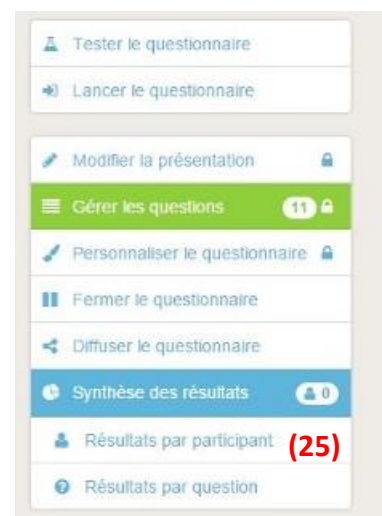 Tester le questionnaire
Lancer le questionnaire
Modifier la présentation
Gérer les questions 11
Personnaliser le questionnaire
Fermer le questionnaire
Diffuser le questionnaire
Synthèse des résultats 0
Résultats par participant (25)
Résultats par question